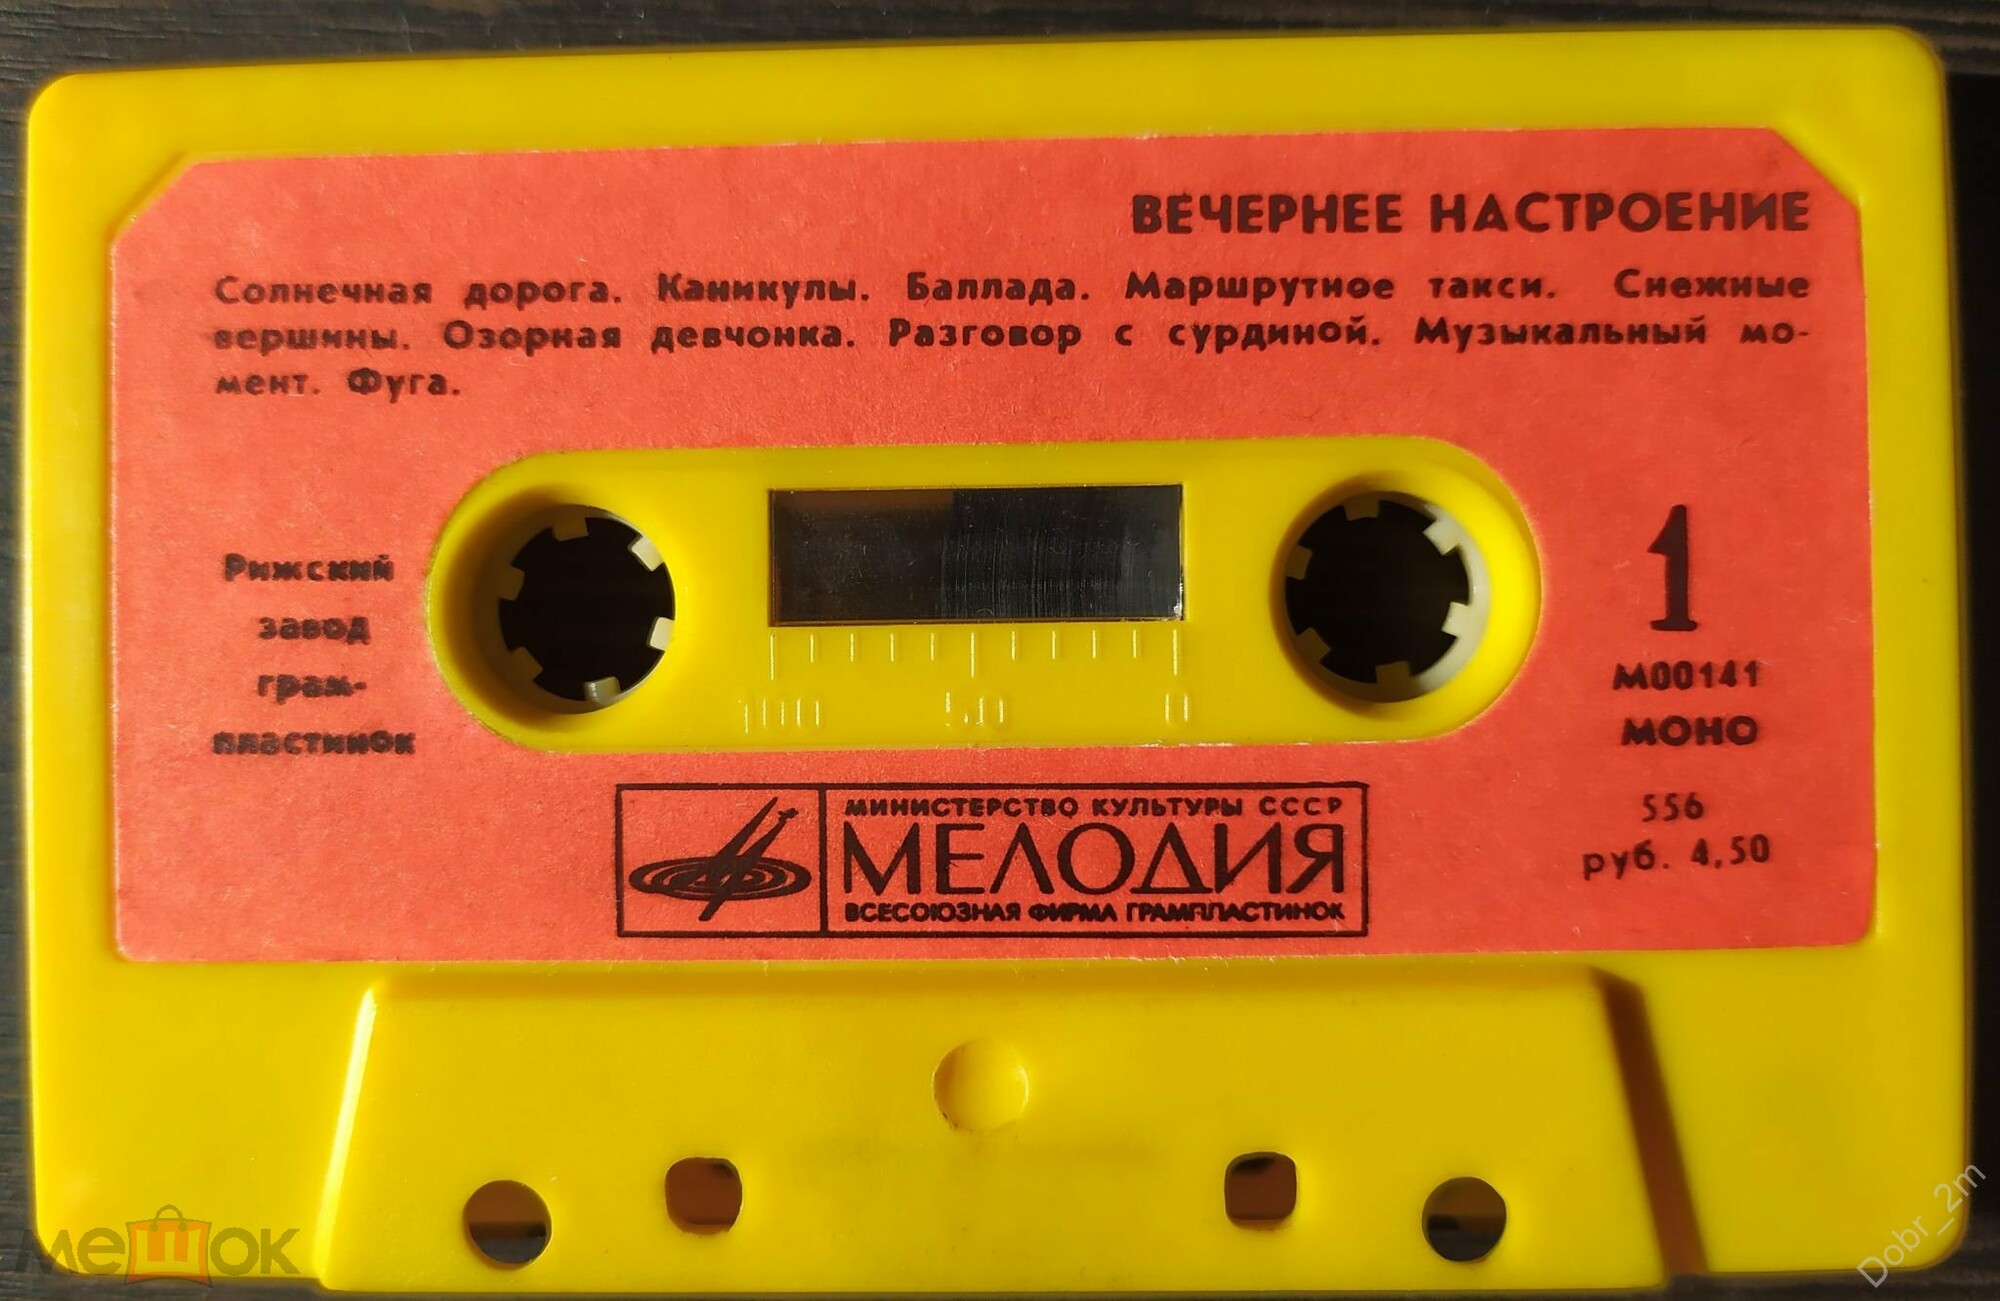 ВЕЧЕРНЕЕ НАСТРОЕНИЕ
Солнечная дорога. Каникулы. Баллада. Маршрутное такси. Снежные
вершины. Озорная девчонка. Разговор с сурдиной. Музыкальный мо-
мент. Фуга.
Рижский
завод
грам-
пластинок
1
М00141
МОНО
556
руб. 4,50
100 50 0
МИНИСТЕРСТВО КУЛЬТУРЫ СССР
МЕЛОДИЯ
ВСЕСОЮЗНАЯ ФИРМА ГРАМПЛАСТИНОК
мешок
Dobr_2m